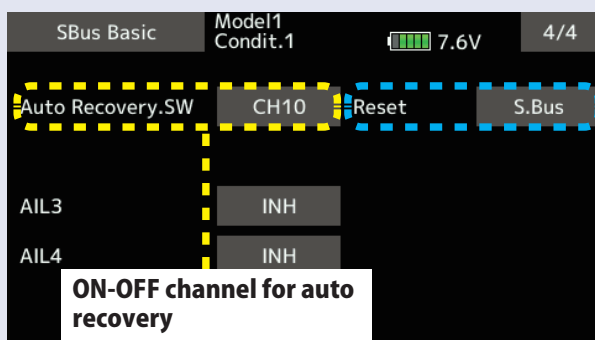 SBus Basic
Model1
Condit.1
7.6V
4/4
Auto Recovery.SW
CH10
Reset
S.Bus
AIL3
INH
AIL4
INH
ON-OFF channel for auto
recovery